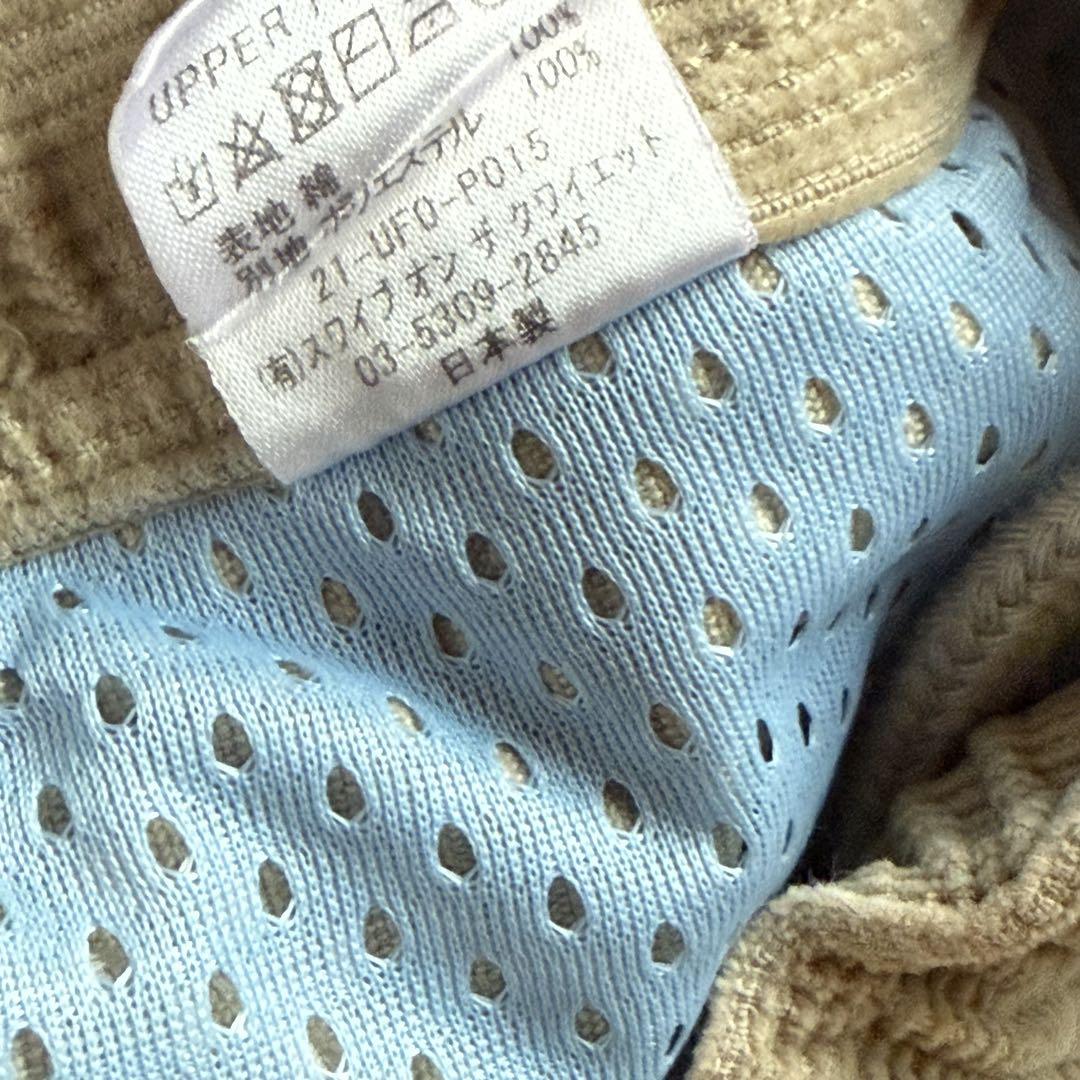 UPPER
100%
表地 綿 100%
別地 ポリエステル
21-UFO-P015
(有)スワイプ オン ザ クワイエット
03-5309-2845
日本製